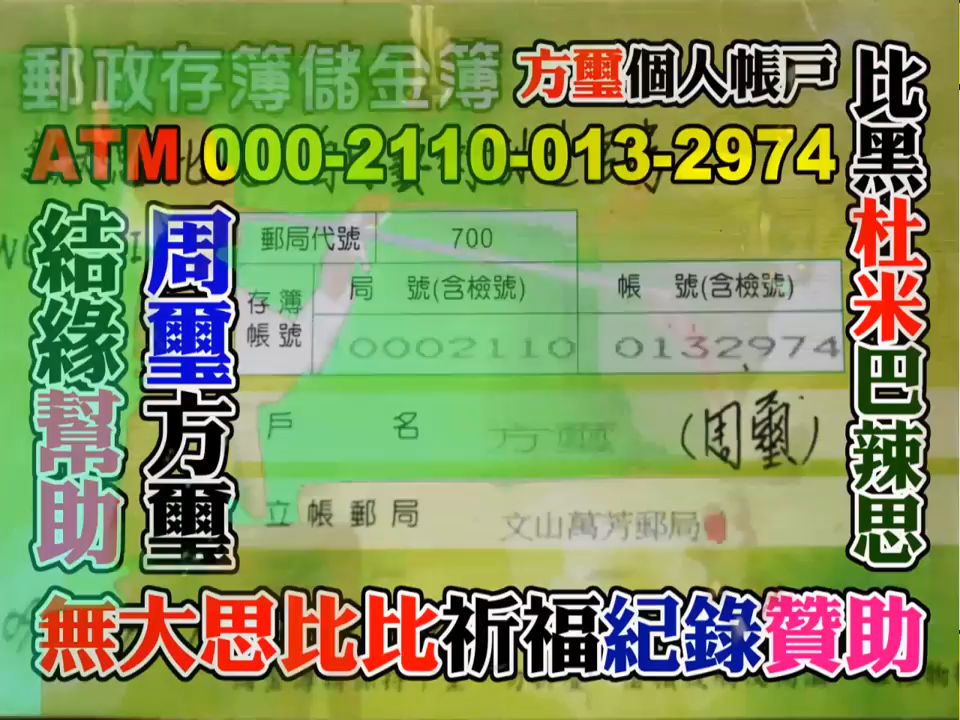 郵政存簿儲金簿
方璽個人帳戶
ATM 000-2110-013-2974
比黑杜米巴辣思
結緣幫助
周璽方璽
郵局代號 700
存簿帳號
局 號(含檢號) 帳 號(含檢號)
0002110 0132974
戶 名 方璽 (周璽)
立帳郵局 文山萬芳郵局
無大思比比祈福紀錄贊助